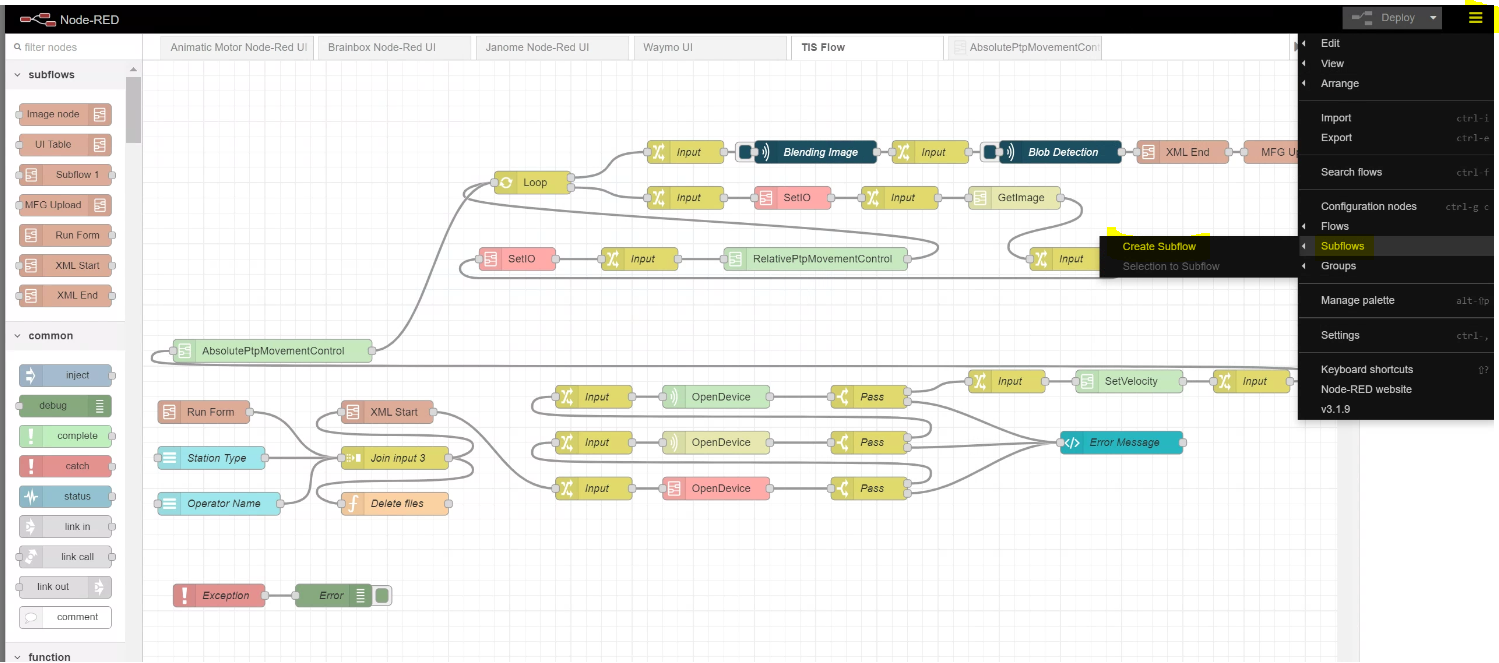 Node-RED
Deploy
filter nodes
Animatic Motor Node-Red UI
Brainbox Node-Red UI
Janome Node-Red UI
Waymo UI
TIS Flow
AbsolutePtpMovementCont
subflows
Image node
UI Table
Subflow 1
MFG Upload
Run Form
XML Start
XML End
common
inject
debug
complete
catch
status
link in
link call
link out
comment
function
Input
Blending Image
Input
Blob Detection
XML End
MFG Up
Loop
Input
SetIO
Input
GetImage
SetIO
Input
RelativePtpMovementControl
Input
AbsolutePtpMovementControl
Input
SetVelocity
Input
Run Form
XML Start
Input
OpenDevice
Pass
Station Type
Join input 3
Input
OpenDevice
Pass
Error Message
Operator Name
Delete files
Input
OpenDevice
Pass
Exception
Error
Edit
View
Arrange
Import ctrl-i
Export ctrl-e
Search flows ctrl-f
Configuration nodes ctrl-g c
Flows
Subflows
Create Subflow
Selection to Subflow
Groups
Manage palette alt-⇧p
Settings ctrl-,
Keyboard shortcuts ⇧?
Node-RED website
v3.1.9